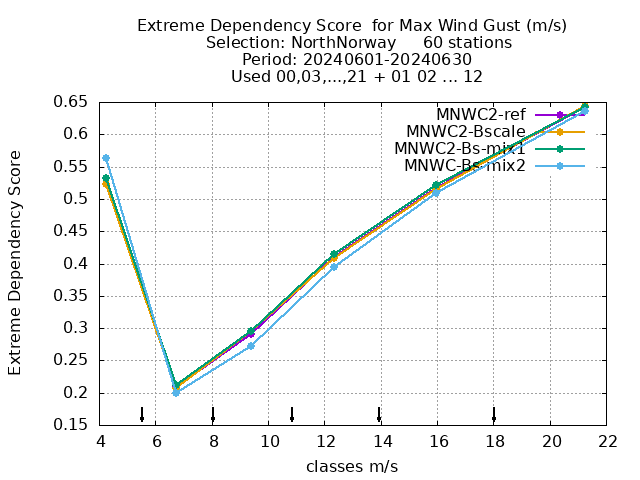 Extreme Dependency Score  for Max Wind Gust (m/s)
Selection: NorthNorway     60 stations
Period: 20240601-20240630
Used 00,03,...,21 + 01 02 ... 12
0.65
0.6
0.55
0.5
0.45
0.4
0.35
0.3
0.25
0.2
0.15
Extreme Dependency Score
MNWC2-ref
MNWC2-Bscale
MNWC2-Bs-mix1
MNWC-Bs-mix2
4 6 8 10 12 14 16 18 20 22
classes m/s